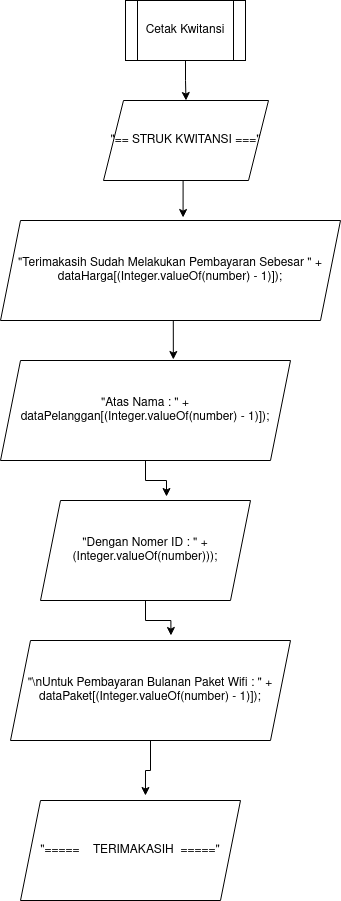 Cetak Kwitansi
"== STRUK KWITANSI ==="
"Terimakasih Sudah Melakukan Pembayaran Sebesar " +
dataHarga[(Integer.valueOf(number) - 1)]);
"Atas Nama : " +
dataPelanggan[(Integer.valueOf(number) - 1)]);
"Dengan Nomer ID : " +
(Integer.valueOf(number)));
"\nUntuk Pembayaran Bulanan Paket Wifi : " +
dataPaket[(Integer.valueOf(number) - 1)]);
"===== TERIMAKASIH ====="